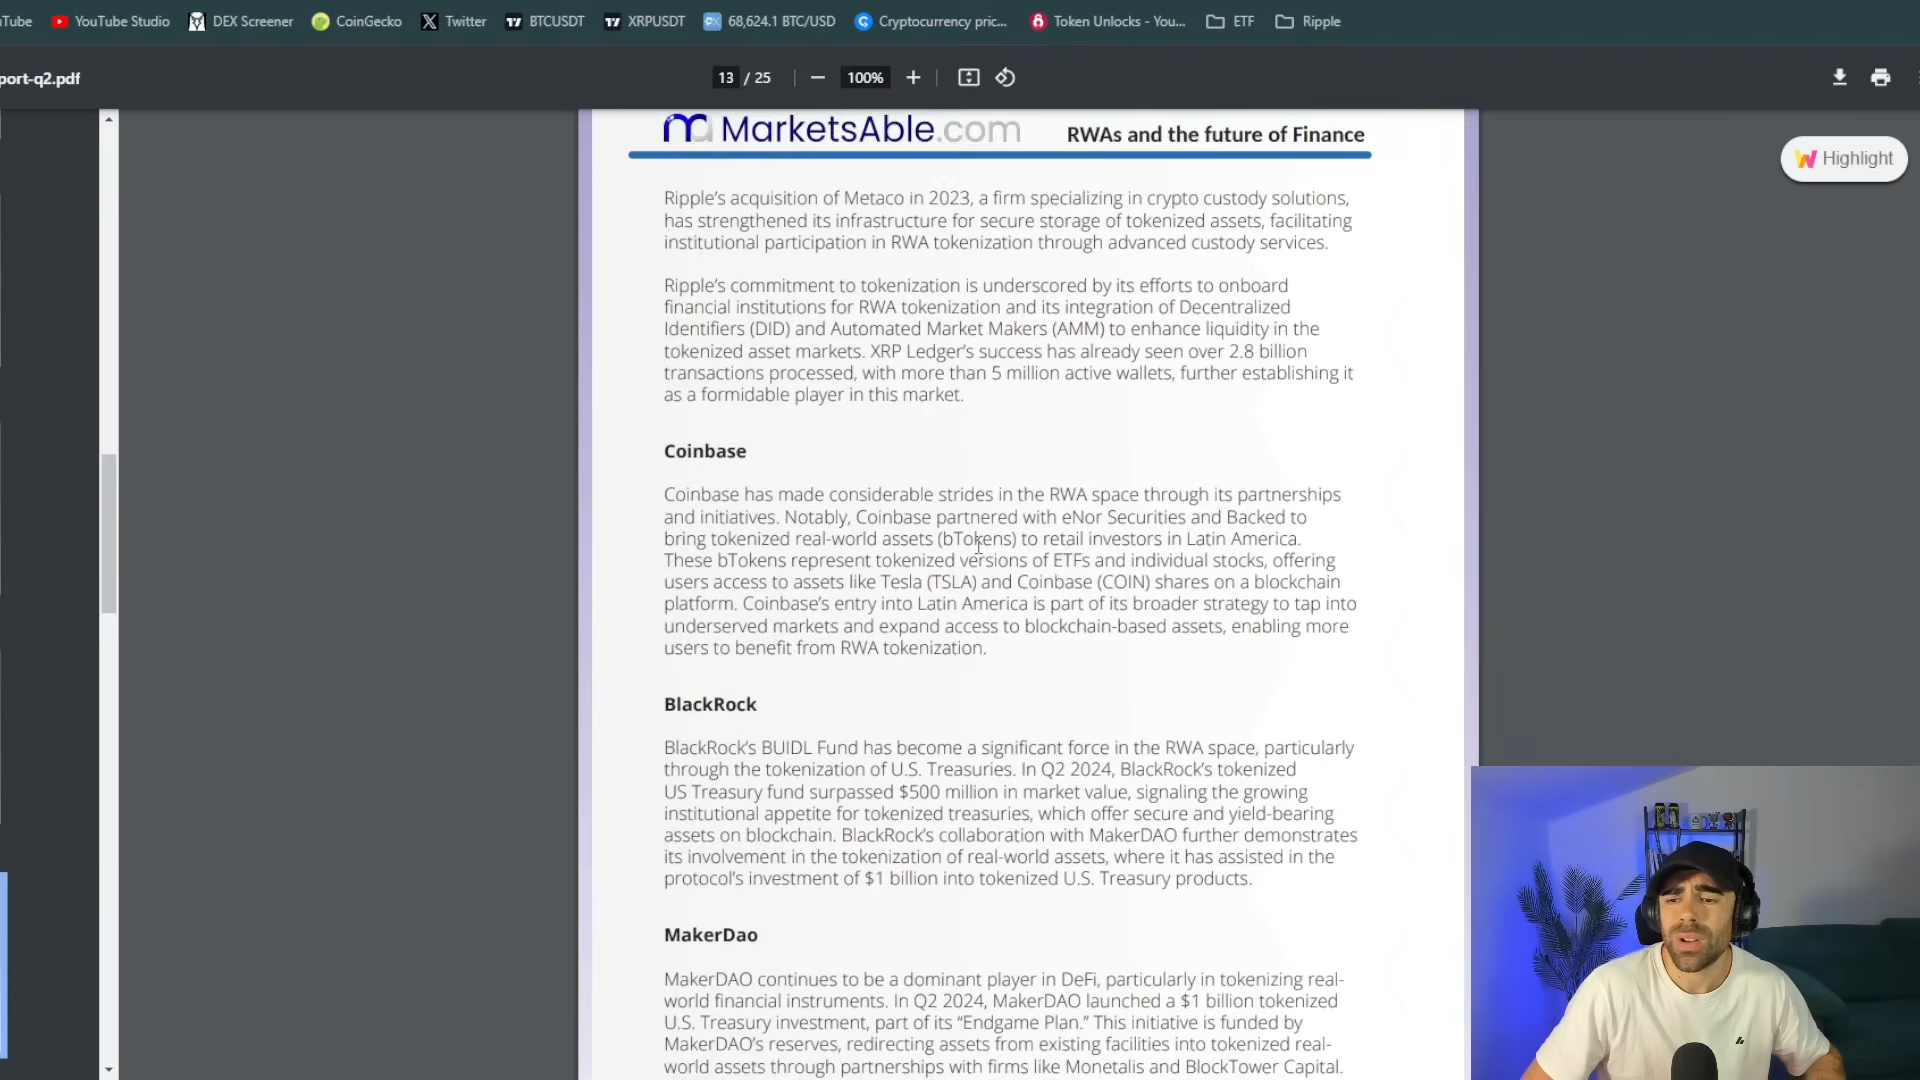 uTube
YouTube Studio
DEX Screener
CoinGecko
Twitter
BTCUSDT
XRPUSDT
68,624.1 BTC/USD
Cryptocurrency pric...
Token Unlocks - You...
ETF
Ripple
port-q2.pdf
13 / 25
100%
Highlight
MarketsAble.com
RWAs and the future of Finance
Ripple’s acquisition of Metaco in 2023, a firm specializing in crypto custody solutions,
has strengthened its infrastructure for secure storage of tokenized assets, facilitating
institutional participation in RWA tokenization through advanced custody services.
Ripple’s commitment to tokenization is underscored by its efforts to onboard
financial institutions for RWA tokenization and its integration of Decentralized
Identifiers (DID) and Automated Market Makers (AMM) to enhance liquidity in the
tokenized asset markets. XRP Ledger’s success has already seen over 2.8 billion
transactions processed, with more than 5 million active wallets, further establishing it
as a formidable player in this market.
Coinbase
Coinbase has made considerable strides in the RWA space through its partnerships
and initiatives. Notably, Coinbase partnered with eNor Securities and Backed to
bring tokenized real-world assets (bTokens) to retail investors in Latin America.
These bTokens represent tokenized versions of ETFs and individual stocks, offering
users access to assets like Tesla (TSLA) and Coinbase (COIN) shares on a blockchain
platform. Coinbase’s entry into Latin America is part of its broader strategy to tap into
underserved markets and expand access to blockchain-based assets, enabling more
users to benefit from RWA tokenization.
BlackRock
BlackRock’s BUIDL Fund has become a significant force in the RWA space, particularly
through the tokenization of U.S. Treasuries. In Q2 2024, BlackRock’s tokenized
US Treasury fund surpassed $500 million in market value, signaling the growing
institutional appetite for tokenized treasuries, which offer secure and yield-bearing
assets on blockchain. BlackRock’s collaboration with MakerDAO further demonstrates
its involvement in the tokenization of real-world assets, where it has assisted in the
protocol’s investment of $1 billion into tokenized U.S. Treasury products.
MakerDao
MakerDAO continues to be a dominant player in DeFi, particularly in tokenizing real-
world financial instruments. In Q2 2024, MakerDAO launched a $1 billion tokenized
U.S. Treasury investment, part of its “Endgame Plan.” This initiative is funded by
MakerDAO’s reserves, redirecting assets from existing facilities into tokenized real-
world assets through partnerships with firms like Monetalis and BlockTower Capital.